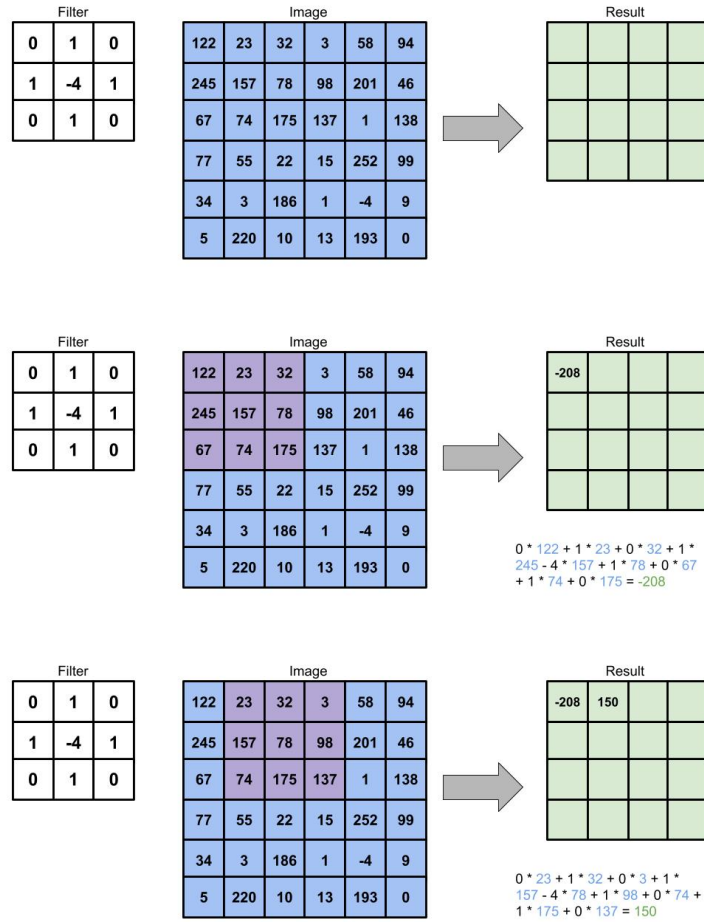 Filter Image Result
0 1 0
1 -4 1
0 1 0
122 23 32 3 58 94
245 157 78 98 201 46
67 74 175 137 1 138
77 55 22 15 252 99
34 3 186 1 -4 9
5 220 10 13 193 0
Filter Image Result
0 1 0
1 -4 1
0 1 0
122 23 32 3 58 94
245 157 78 98 201 46
67 74 175 137 1 138
77 55 22 15 252 99
34 3 186 1 -4 9
5 220 10 13 193 0
-208
0 * 122 + 1 * 23 + 0 * 32 + 1 *
245 - 4 * 157 + 1 * 78 + 0 * 67
+ 1 * 74 + 0 * 175 = -208
Filter Image Result
0 1 0
1 -4 1
0 1 0
122 23 32 3 58 94
245 157 78 98 201 46
67 74 175 137 1 138
77 55 22 15 252 99
34 3 186 1 -4 9
5 220 10 13 193 0
-208 150
0 * 23 + 1 * 32 + 0 * 3 + 1 *
157 - 4 * 78 + 1 * 98 + 0 * 74 +
1 * 175 + 0 * 137 = 150